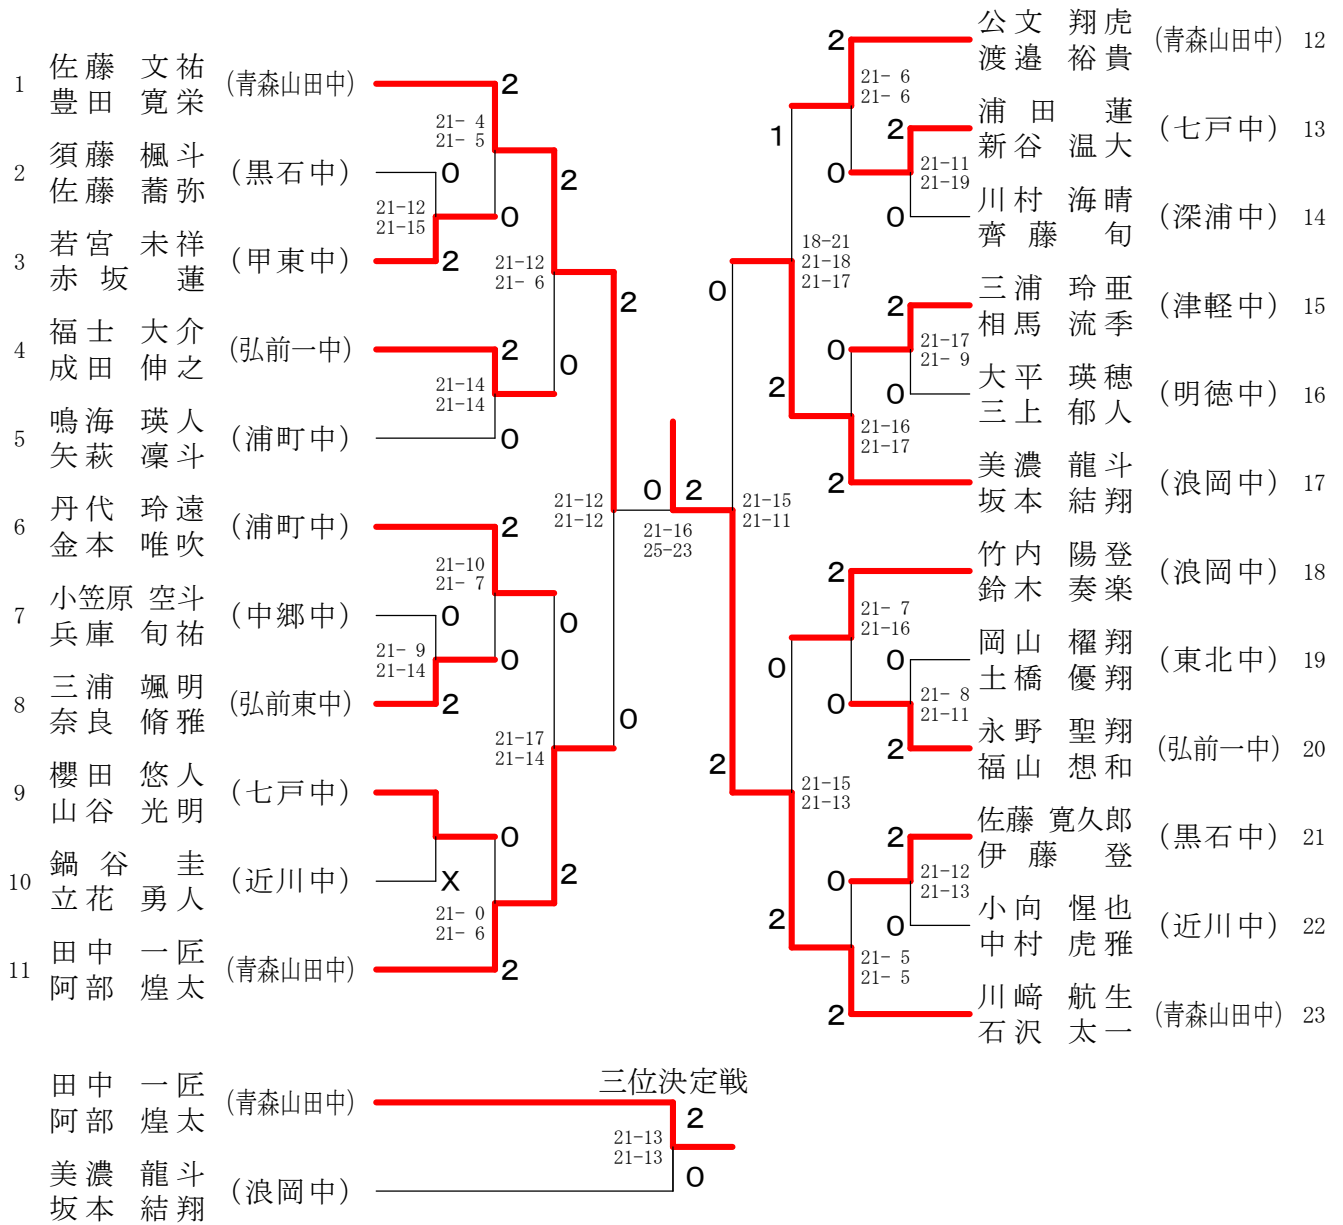 1 佐藤 文祐 (青森山田中)
豊田 寛栄
2 須藤 楓斗 (黒石中)
佐藤 蕎弥
3 若宮 未祥 (甲東中)
赤坂 蓮
4 福士 大介 (弘前一中)
成田 伸之
5 鳴海 瑛人 (浦町中)
矢萩 凜斗
6 丹代 玲遠 (浦町中)
金本 唯吹
7 小笠原 空斗 (中郷中)
兵庫 旬祐
8 三浦 颯明 (弘前東中)
奈良 脩雅
9 櫻田 悠人 (七戸中)
山谷 光明
10 鍋谷 圭 (近川中)
立花 勇人
11 田中 一匠 (青森山田中)
阿部 煌太
2
21- 4
21- 5
0
21-12
21-15
0
2
2
21-12
21- 6
2
21-14
21-14
0
0
2
21-12
21-12
2
21-10
21- 7
0
21- 9
21-14
0
2
0
21-17
21-14
0
0
X
21- 0
21- 6
2
2
0 2
21-16
25-23
公文 翔虎 (青森山田中) 12
渡邉 裕貴
浦田 蓮 (七戸中) 13
新谷 温大
川村 海晴 (深浦中) 14
齊藤 旬
三浦 玲亜 (津軽中) 15
相馬 流季
大平 瑛穂 (明徳中) 16
三上 郁人
美濃 龍斗 (浪岡中) 17
坂本 結翔
竹内 陽登 (浪岡中) 18
鈴木 奏楽
岡山 櫂翔 (東北中) 19
土橋 優翔
永野 聖翔 (弘前一中) 20
福山 想和
佐藤 寛久郎 (黒石中) 21
伊藤 登
小向 惺也 (近川中) 22
中村 虎雅
川﨑 航生 (青森山田中) 23
石沢 太一
2
21- 6
21- 6
1
2
21-11
21-19
0
0
18-21
21-18
21-17
0
2
21-17
21- 9
0
0
2
21-16
21-17
2
21-15
21-11
2
21- 7
21-16
0
0
21- 8
21-11
0
2
2
21-15
21-13
2
21-12
21-13
0
0
2
21- 5
21- 5
2
三位決定戦
田中 一匠 (青森山田中)
阿部 煌太
2
21-13
21-13
0
美濃 龍斗 (浪岡中)
坂本 結翔